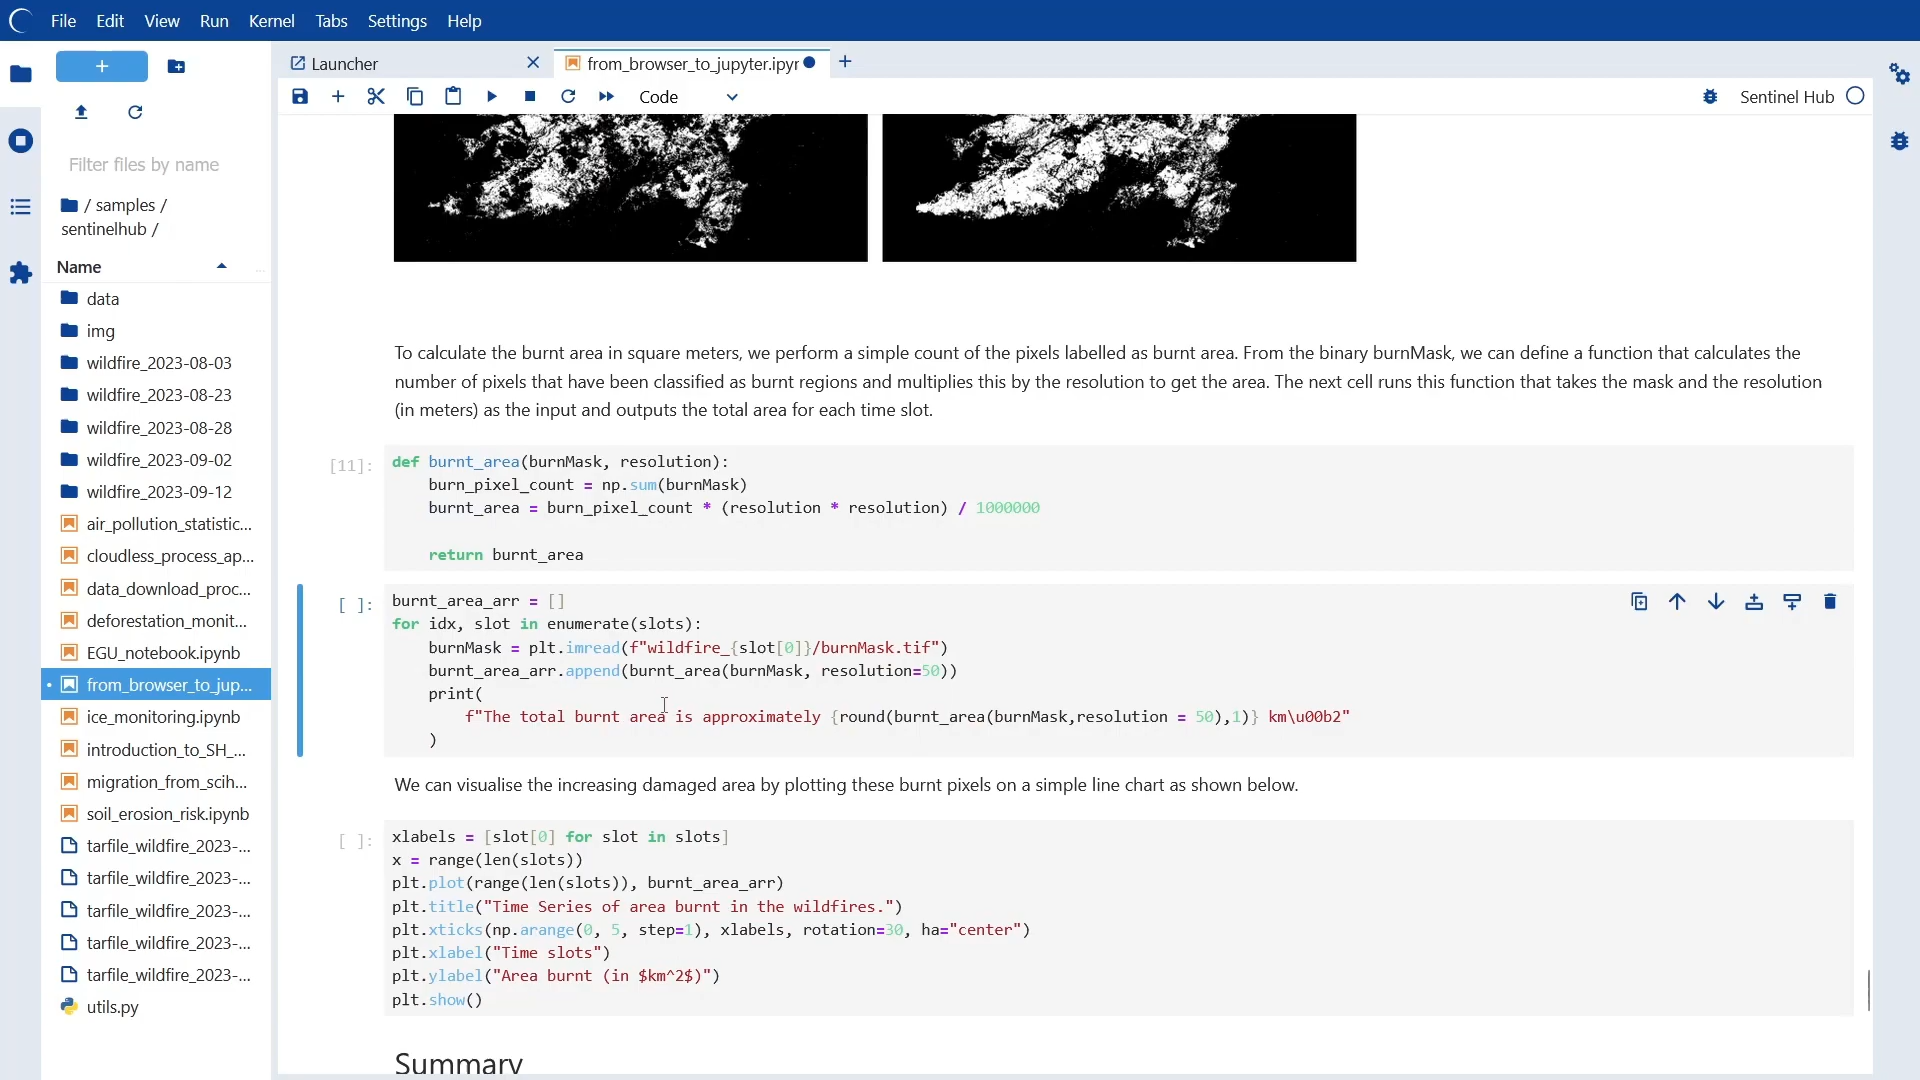 File Edit View Run Kernel Tabs Settings Help
Launcher
from_browser_to_jupyter.ipyr
Code
Sentinel Hub
Filter files by name
/ samples /
sentinelhub /
Name
data
img
wildfire_2023-08-03
wildfire_2023-08-23
wildfire_2023-08-28
wildfire_2023-09-02
wildfire_2023-09-12
air_pollution_statistic...
cloudless_process_ap...
data_download_proc...
deforestation_monit...
EGU_notebook.ipynb
from_browser_to_jup...
ice_monitoring.ipynb
introduction_to_SH_...
migration_from_scih...
soil_erosion_risk.ipynb
tarfile_wildfire_2023-...
tarfile_wildfire_2023-...
tarfile_wildfire_2023-...
tarfile_wildfire_2023-...
tarfile_wildfire_2023-...
utils.py
To calculate the burnt area in square meters, we perform a simple count of the pixels labelled as burnt area. From the binary burnMask, we can define a function that calculates the
number of pixels that have been classified as burnt regions and multiplies this by the resolution to get the area. The next cell runs this function that takes the mask and the resolution
(in meters) as the input and outputs the total area for each time slot.
[11]:
def burnt_area(burnMask, resolution):
burn_pixel_count = np.sum(burnMask)
burnt_area = burn_pixel_count * (resolution * resolution) / 1000000
return burnt_area
[ ]:
burnt_area_arr = []
for idx, slot in enumerate(slots):
burnMask = plt.imread(f"wildfire_{slot[0]}/burnMask.tif")
burnt_area_arr.append(burnt_area(burnMask, resolution=50))
print(
f"The total burnt area is approximately {round(burnt_area(burnMask,resolution = 50),1)} km\u00b2"
)
We can visualise the increasing damaged area by plotting these burnt pixels on a simple line chart as shown below.
[ ]:
xlabels = [slot[0] for slot in slots]
x = range(len(slots))
plt.plot(range(len(slots)), burnt_area_arr)
plt.title("Time Series of area burnt in the wildfires.")
plt.xticks(np.arange(0, 5, step=1), xlabels, rotation=30, ha="center")
plt.xlabel("Time slots")
plt.ylabel("Area burnt (in $km^2$)")
plt.show()
Summary